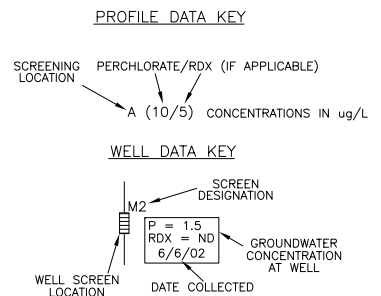 PROFILE DATA KEY
SCREENING LOCATION
PERCHLORATE/RDX (IF APPLICABLE)
A (10/5) CONCENTRATIONS IN ug/L
WELL DATA KEY
SCREEN DESIGNATION
M2
P = 1.5
RDX = ND
6/6/02
GROUNDWATER CONCENTRATION AT WELL
WELL SCREEN LOCATION
DATE COLLECTED